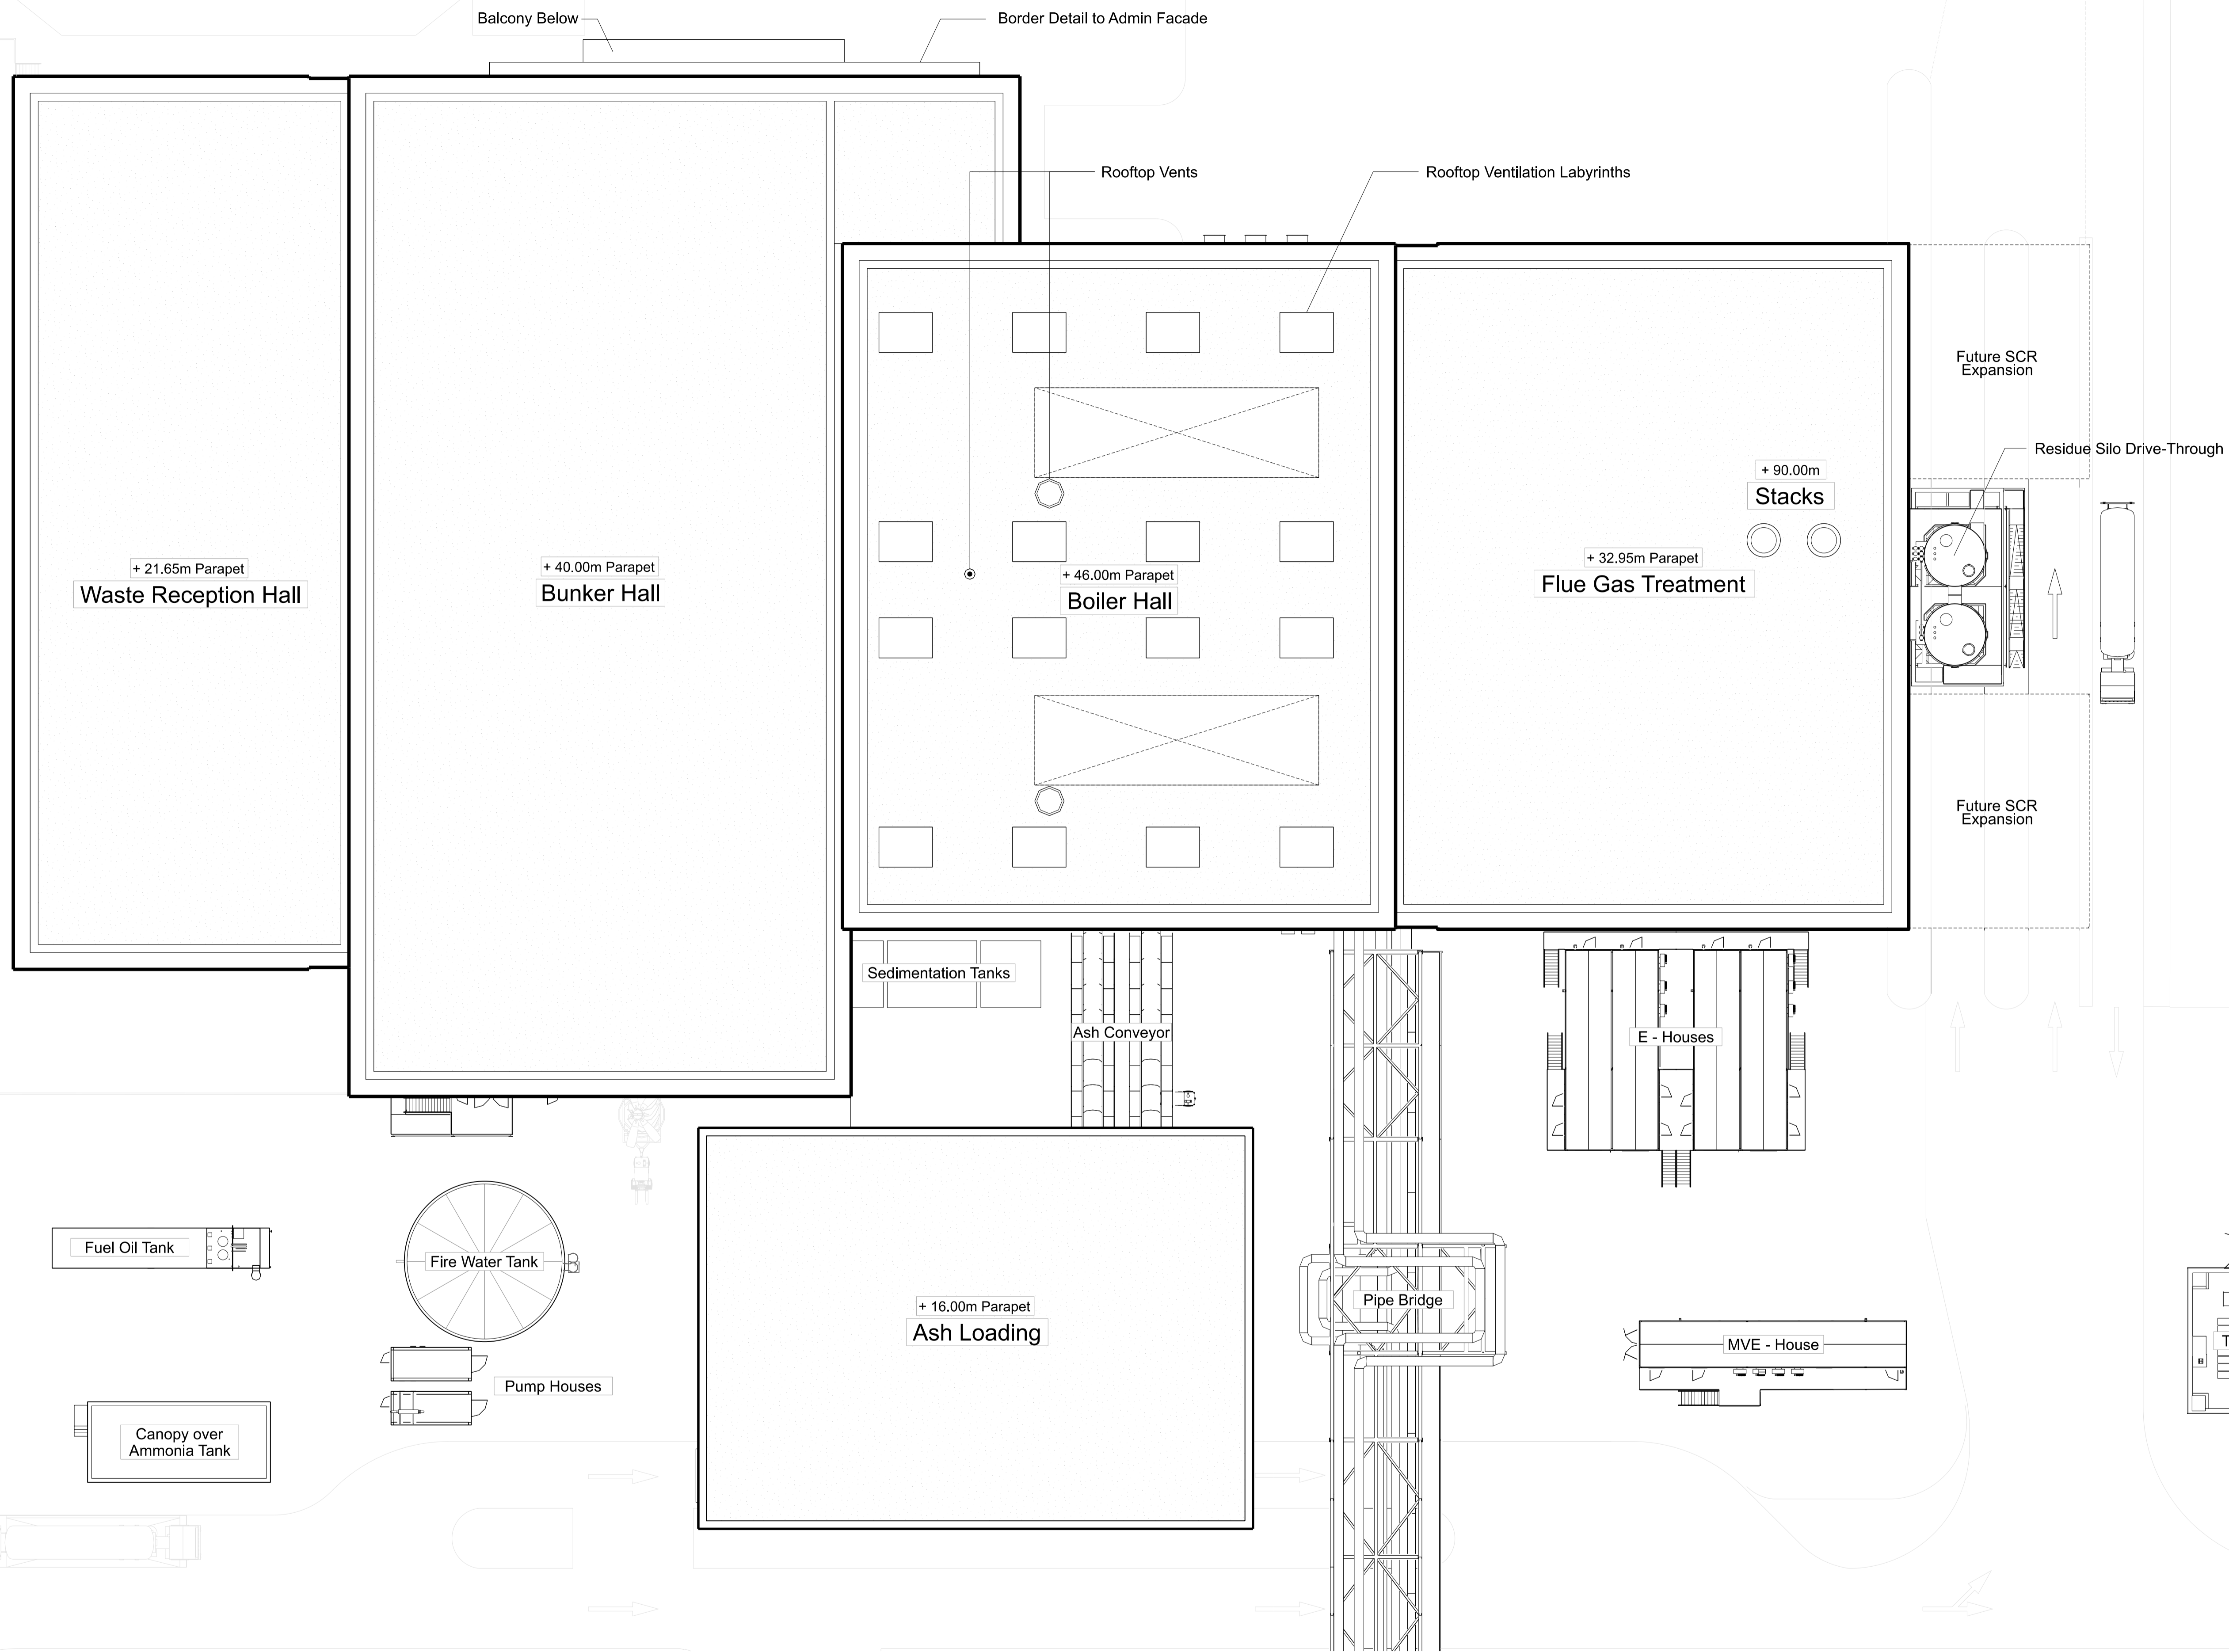 Balcony Below
Border Detail to Admin Facade
Rooftop Vents
Rooftop Ventilation Labyrinths
Future SCR
Expansion
Residue Silo Drive-Through
+ 90.00m
Stacks
+ 21.65m Parapet
Waste Reception Hall
+ 40.00m Parapet
Bunker Hall
+ 46.00m Parapet
Boiler Hall
+ 32.95m Parapet
Flue Gas Treatment
Future SCR
Expansion
Sedimentation Tanks
Ash Conveyor
E - Houses
Fuel Oil Tank
Fire Water Tank
+ 16.00m Parapet
Ash Loading
Pipe Bridge
MVE - House
Pump Houses
Canopy over
Ammonia Tank